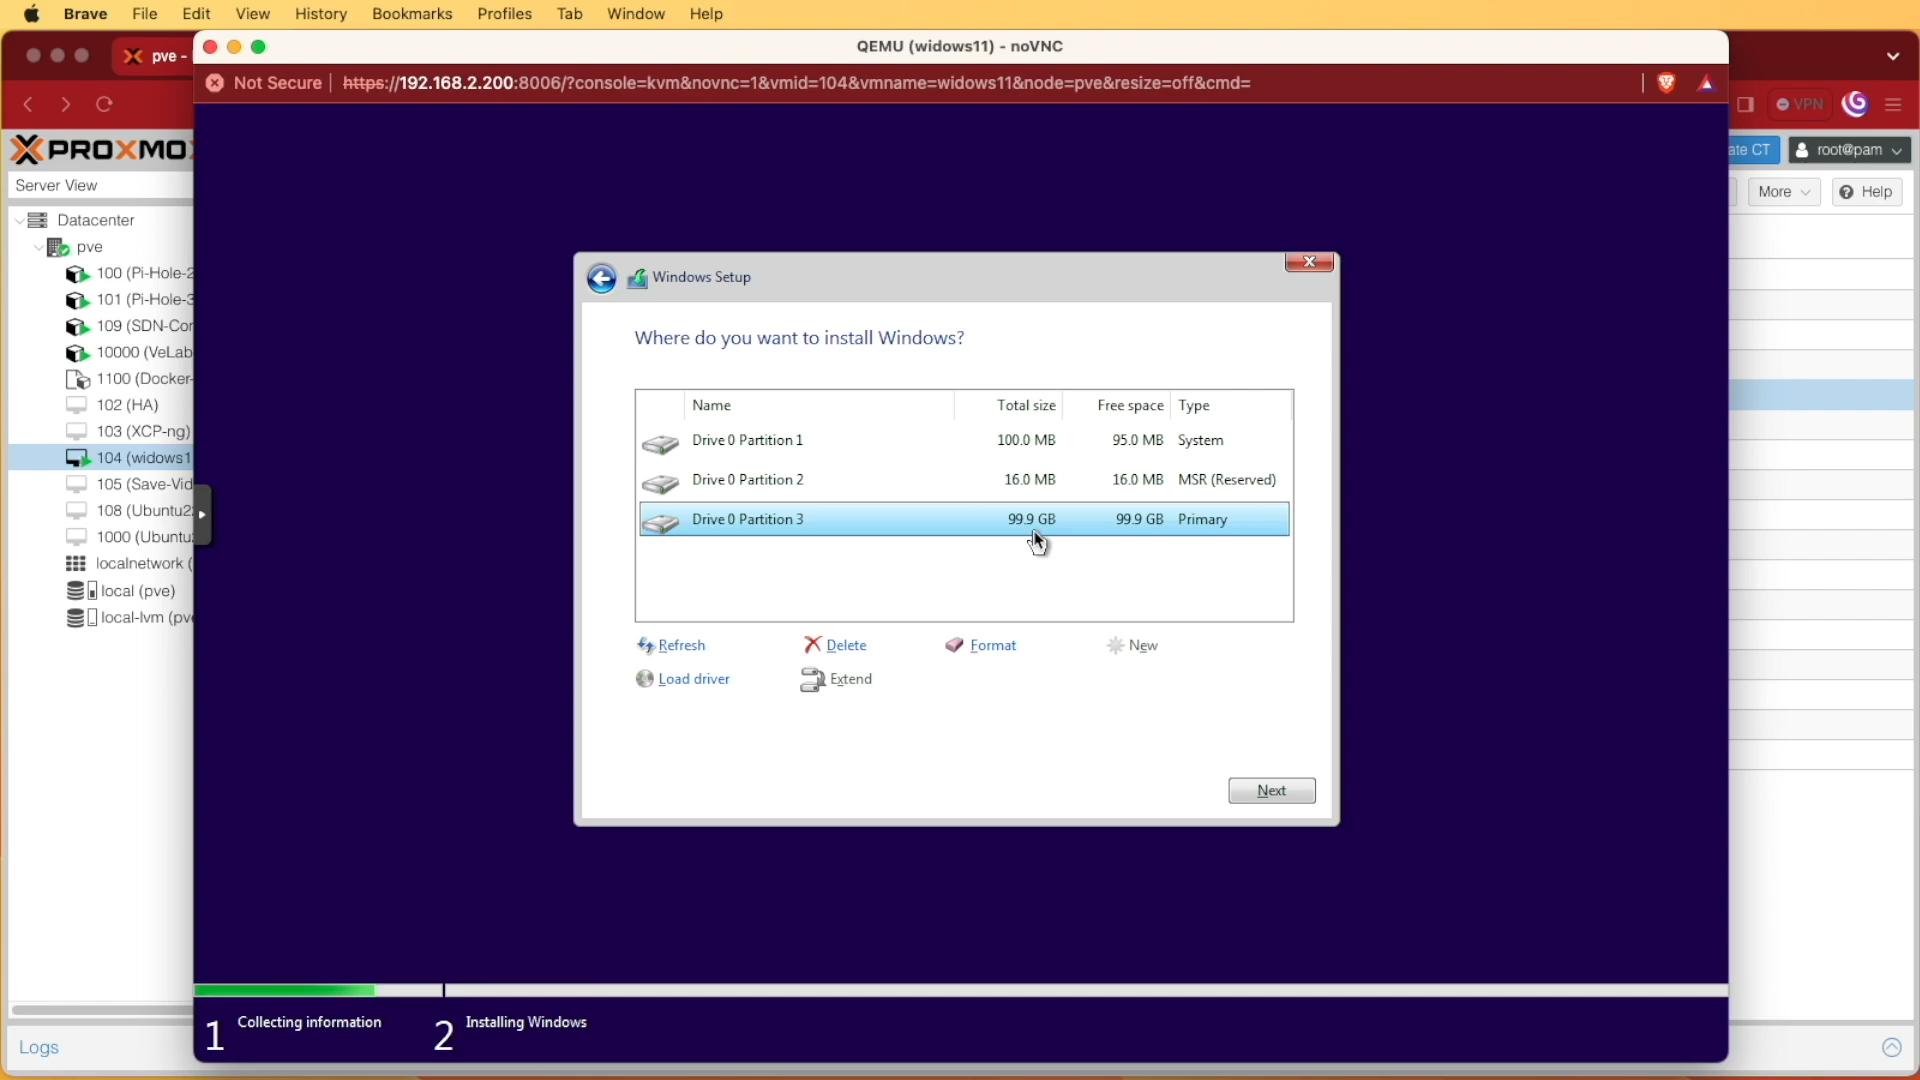 Brave File Edit View History Bookmarks Profiles Tab Window Help
pve -
QEMU (widows11) - noVNC
Not Secure https://192.168.2.200:8006/?console=kvm&novnc=1&vmid=104&vmname=widows11&node=pve&resize=off&cmd=
VPN
PROXMO
ate CT
root@pam
Server View
More
Help
Datacenter
pve
100 (Pi-Hole-2
101 (Pi-Hole-3
109 (SDN-Con
10000 (VeLab
1100 (Docker-
102 (HA)
103 (XCP-ng)
104 (widows1
105 (Save-Vid
108 (Ubuntu2
1000 (Ubuntu
localnetwork (
local (pve)
local-lvm (pve
Logs
Windows Setup
Where do you want to install Windows?
Name Total size Free space Type
Drive 0 Partition 1 100.0 MB 95.0 MB System
Drive 0 Partition 2 16.0 MB 16.0 MB MSR (Reserved)
Drive 0 Partition 3 99.9 GB 99.9 GB Primary
Refresh Delete Format New
Load driver Extend
Next
1 Collecting information 2 Installing Windows